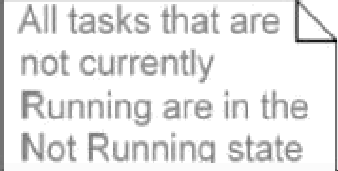 All tasks that are
not currently
Running are in the
Not Running state